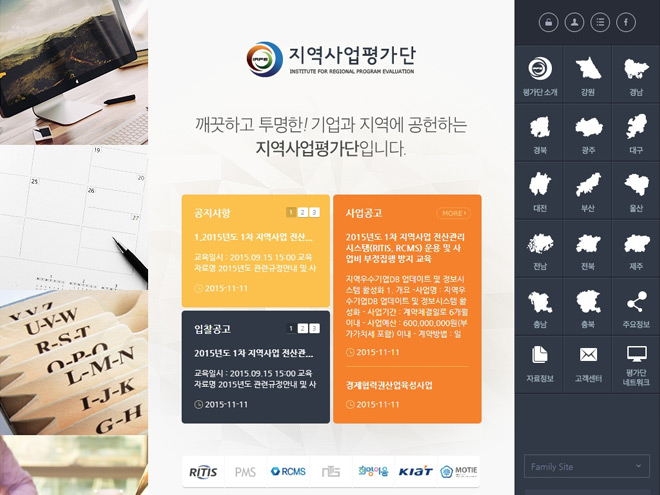 지역사업평가단
INSTITUTE FOR REGIONAL PROGRAM EVALUATION
깨끗하고 투명한! 기업과 지역에 공헌하는
지역사업평가단입니다.
공지사항
1 2 3
1,2015년도 1차 지역사업 전산...
교육일시 : 2015.09.15 15:00 교육
자료명 2015년도 관련규정안내 및 사
2015-11-11
입찰공고
1 2 3
2015년도 1차 지역사업 전산관...
교육일시 : 2015.09.15 15:00 교육
자료명 2015년도 관련규정안내 및 사
2015-11-11
사업공고
MORE
2015년도 1차 지역사업 전산관리
시스템(RITIS, RCMS) 운용 및 사
업비 부정집행 방지 교육
지역우수기업DB 업데이트 및 정보시
스템 활성화 1. 개요 -사업명 : 지역우
수기업DB 업데이트 및 정보시스템 활
성화 - 사업기간 : 계약체결일로 6개월
이내 - 사업예산 : 600,000,000원(부
가가치세 포함) 이내 - 계약방법 : 일
2015-11-11
경제협력권산업육성사업
2015-11-11
RITIS
PMS
RCMS
NTIS
희망이음
KIAT
MOTIE
평가단 소개
강원
경남
경북
광주
대구
대전
부산
울산
전남
전북
제주
충남
충북
주요정보
자료정보
고객센터
평가단
네트워크
Family Site
19
20
25
26
27
Y-Y-Z
U-V-W
R-S-T
O-P-Q
L-M-N
I-J-K
G-H